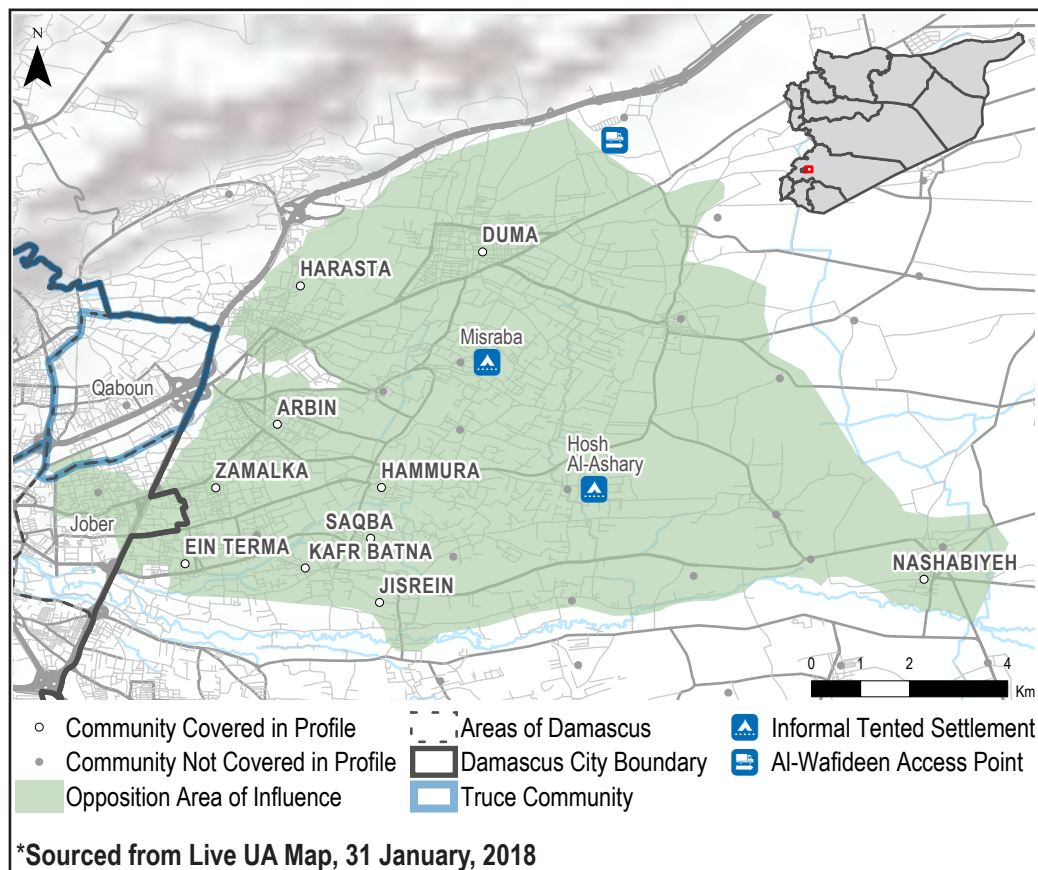 N
DUMA
HARASTA
Misraba
Qaboun
ARBIN
Hosh
Al-Ashary
ZAMALKA
HAMMURA
SAQBA
Jober
EIN TERMA
KAFR BATNA
NASHABIYEH
JISREIN
0 1 2 4
Km
Community Covered in Profile
Community Not Covered in Profile
Opposition Area of Influence
Areas of Damascus
Damascus City Boundary
Truce Community
Informal Tented Settlement
Al-Wafideen Access Point
*Sourced from Live UA Map, 31 January, 2018